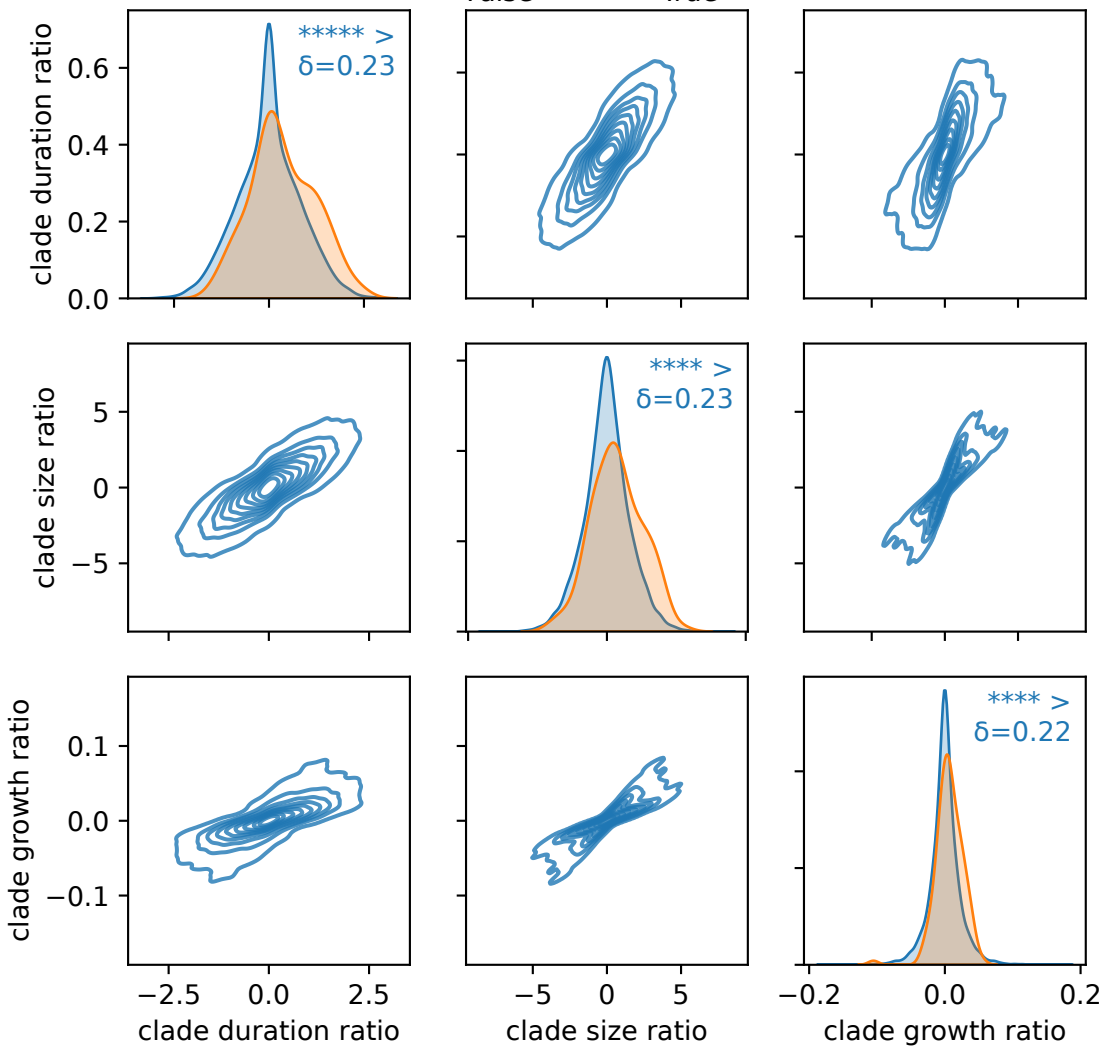 ***** >
δ=0.23
clade duration ratio
0.6
0.4
0.2
0.0
**** >
δ=0.23
clade size ratio
5
0
−5
**** >
δ=0.22
clade growth ratio
0.1
0.0
−0.1
−2.5 0.0 2.5
−5 0 5
−0.2 0.0 0.2
clade duration ratio
clade size ratio
clade growth ratio